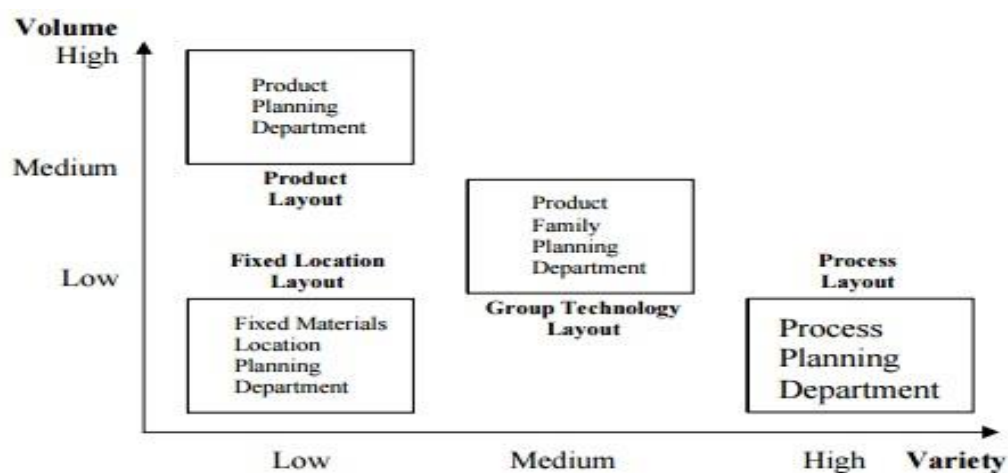 Volume
High
Product
Planning
Department
Medium
Product
Layout
Product
Family
Planning
Department
Fixed Location
Layout
Process
Layout
Low
Group Technology
Layout
Fixed Materials
Location
Planning
Department
Process
Planning
Department
Low
Medium
High
Variety